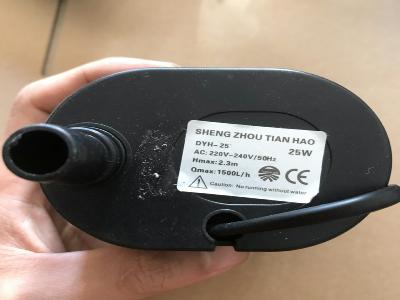 SHENG ZHOU TIAN HAO
DYH-25 25W
AC: 220V-240V/50Hz
Hmax: 2.3m
Qmax: 1500L/h
Caution: No running without water